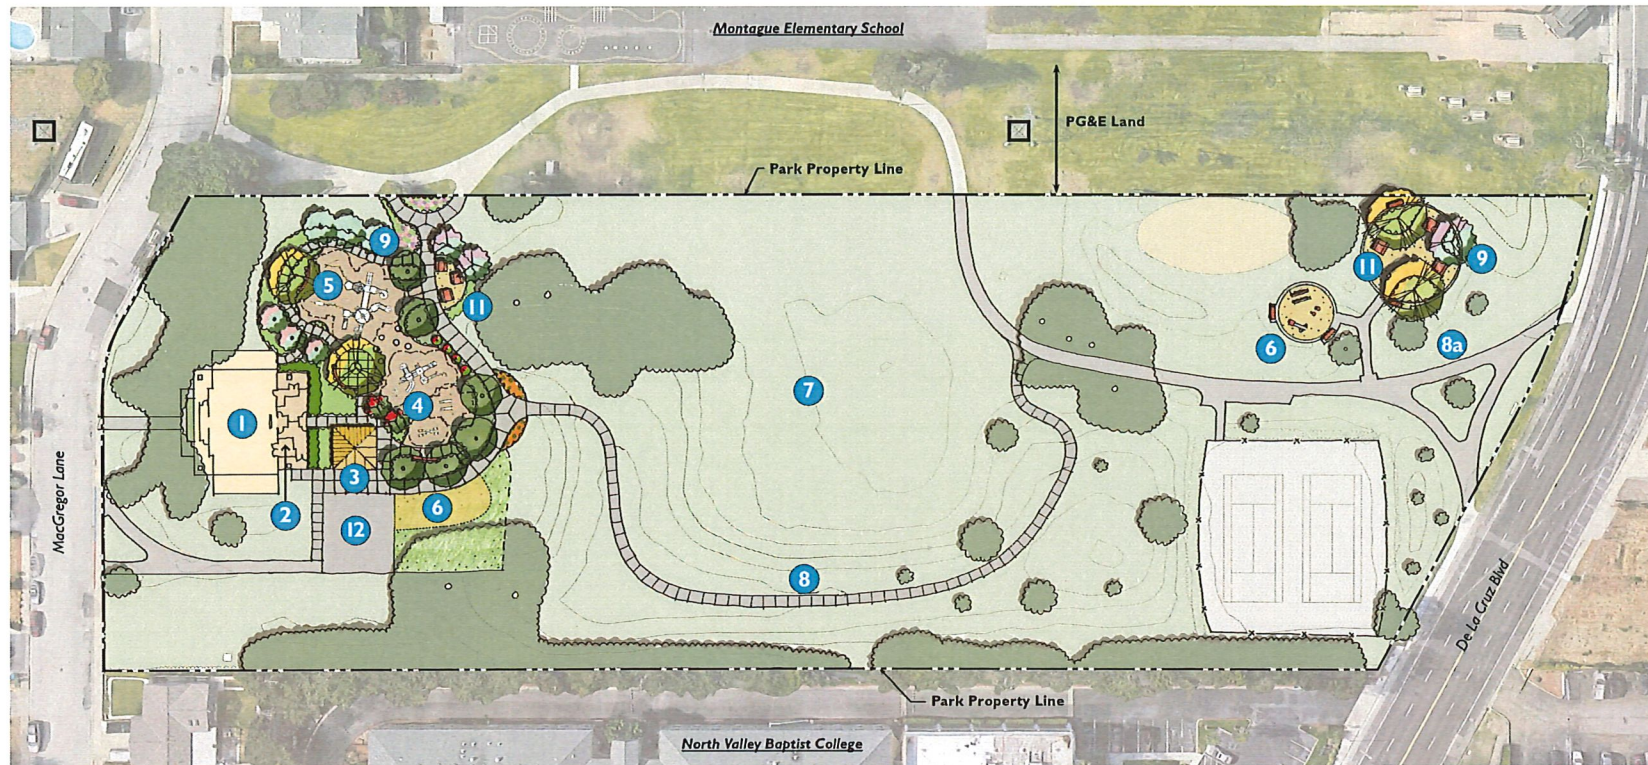 Montague Elementary School
PG&E Land
Park Property Line
9
5
11
11
9
6
8a
7
4
1
3
2
12
6
8
MacGregor Lane
De La Cruz Blvd
Park Property Line
North Valley Baptist College